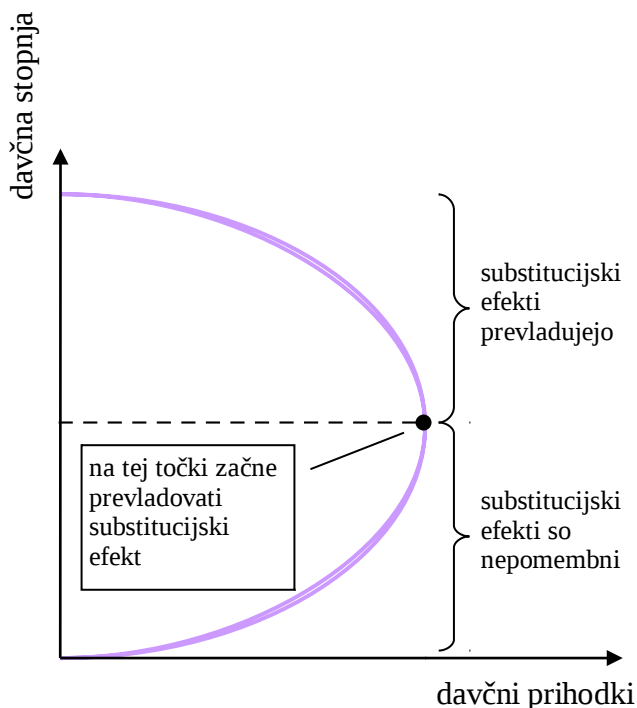 davčna stopnja
substitucijski
efekti
prevladujejo
na tej točki začne
prevladovati
substitucijski
efekt
substitucijski
efekti so
nepomembni
davčni prihodki